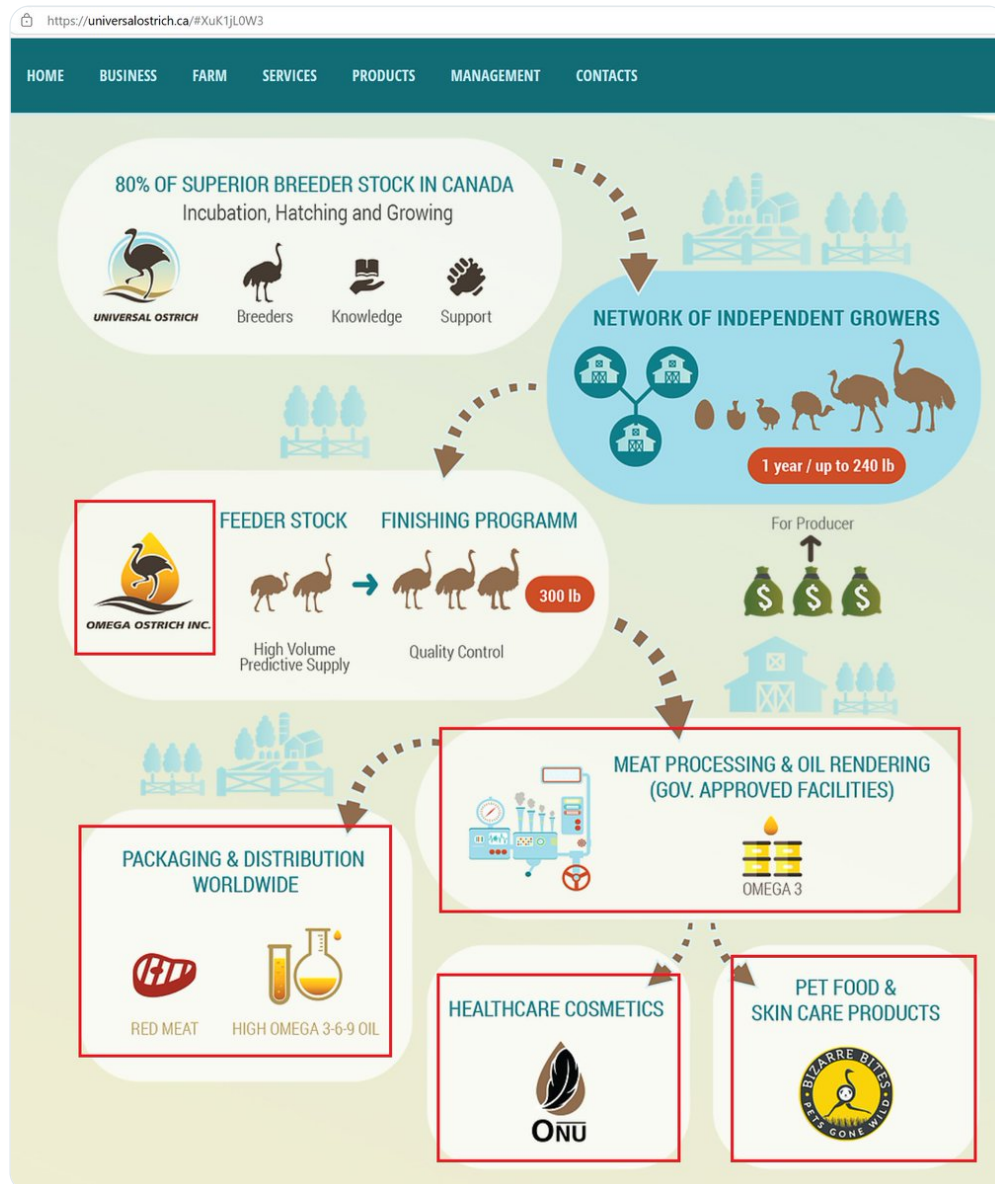 https://universalostrich.ca/#XuK1jL0W3
HOME BUSINESS FARM SERVICES PRODUCTS MANAGEMENT CONTACTS
80% OF SUPERIOR BREEDER STOCK IN CANADA
Incubation, Hatching and Growing
UNIVERSAL OSTRICH
Breeders
Knowledge
Support
NETWORK OF INDEPENDENT GROWERS
1 year / up to 240 lb
For Producer
$ $ $
OMEGA OSTRICH INC.
FEEDER STOCK
FINISHING PROGRAMM
300 lb
High Volume
Predictive Supply
Quality Control
MEAT PROCESSING & OIL RENDERING
(GOV. APPROVED FACILITIES)
OMEGA 3
PACKAGING & DISTRIBUTION
WORLDWIDE
RED MEAT
HIGH OMEGA 3-6-9 OIL
HEALTHCARE COSMETICS
ONU
PET FOOD &
SKIN CARE PRODUCTS
BIZARRE BITES
PETS GONE WILD